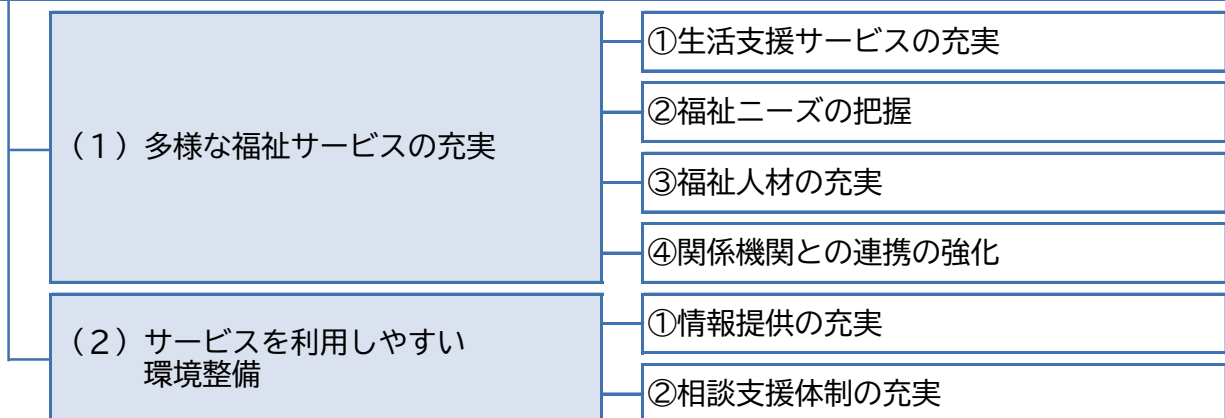 (1)多様な福祉サービスの充実
①生活支援サービスの充実
②福祉ニーズの把握
③福祉人材の充実
④関係機関との連携の強化
(2)サービスを利用しやすい
環境整備
①情報提供の充実
②相談支援体制の充実